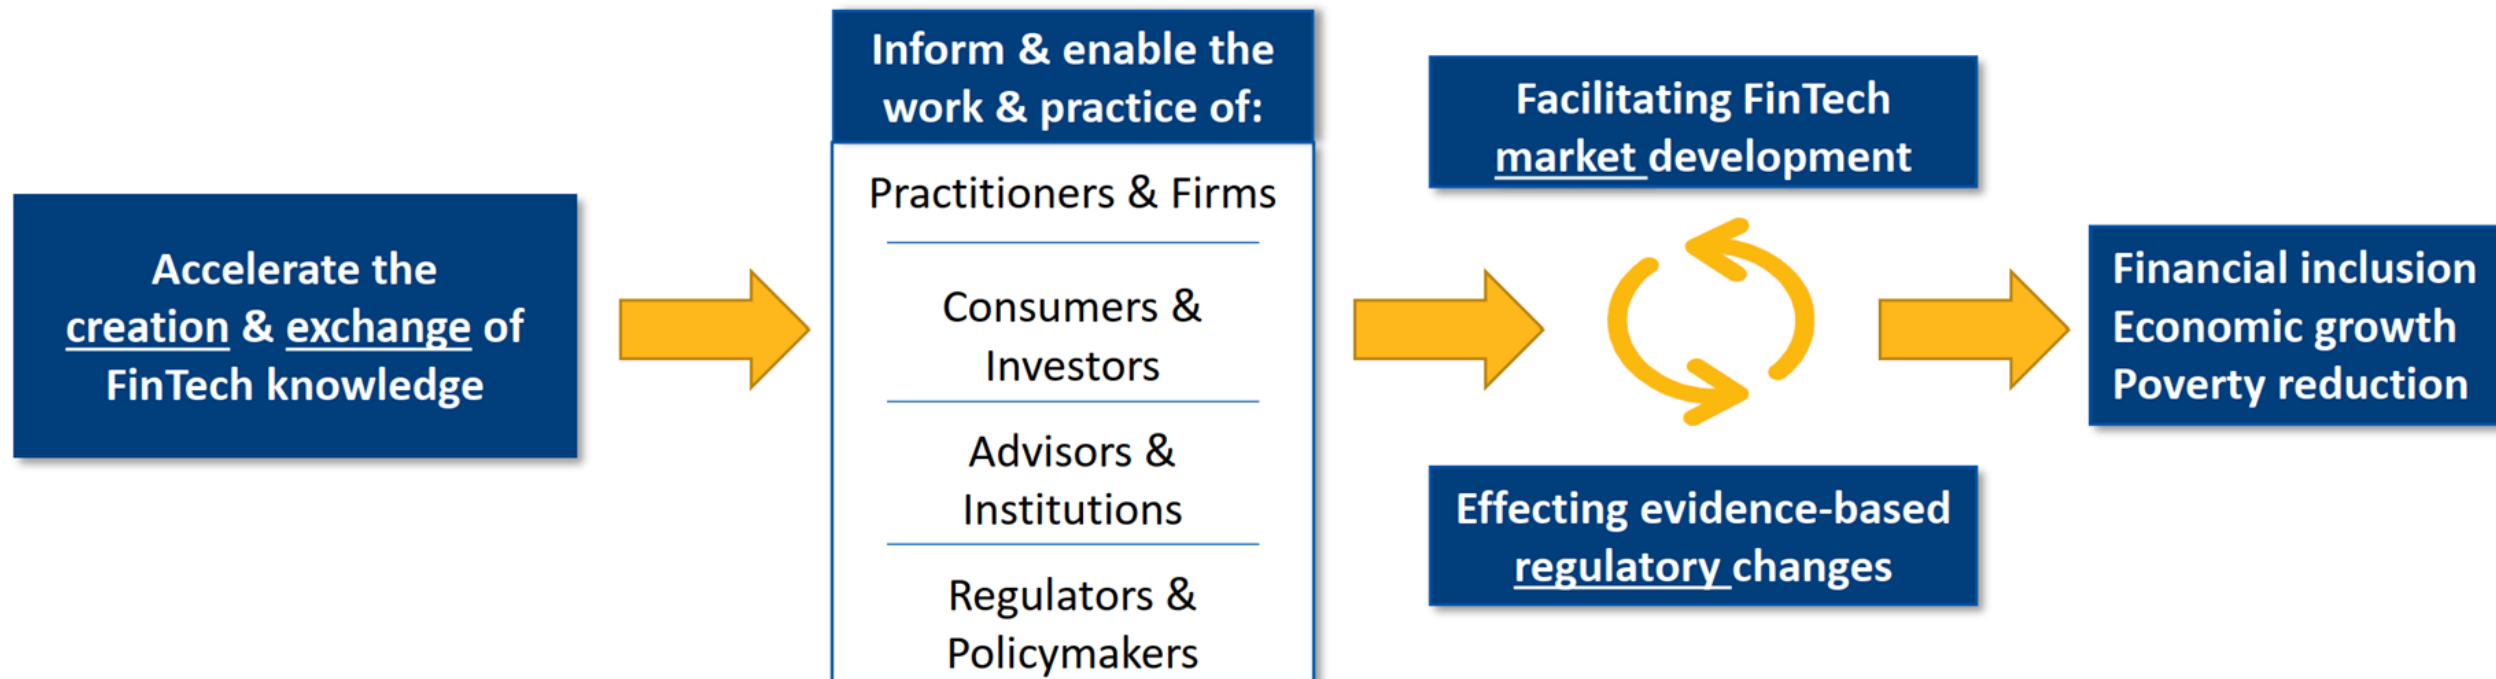 Accelerate the
creation & exchange of
FinTech knowledge
Inform & enable the
work & practice of:
Practitioners & Firms
Consumers &
Investors
Advisors &
Institutions
Regulators &
Policymakers
Facilitating FinTech
market development
Effecting evidence-based
regulatory changes
Financial inclusion
Economic growth
Poverty reduction